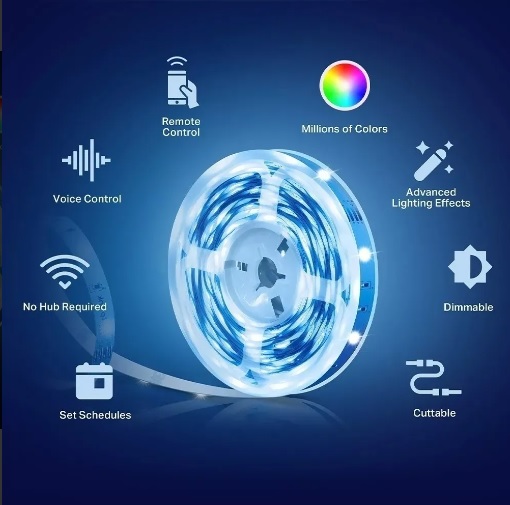 Remote
Control
Millions of Colors
Voice Control
Advanced
Lighting Effects
No Hub Required
Dimmable
Set Schedules
Cuttable